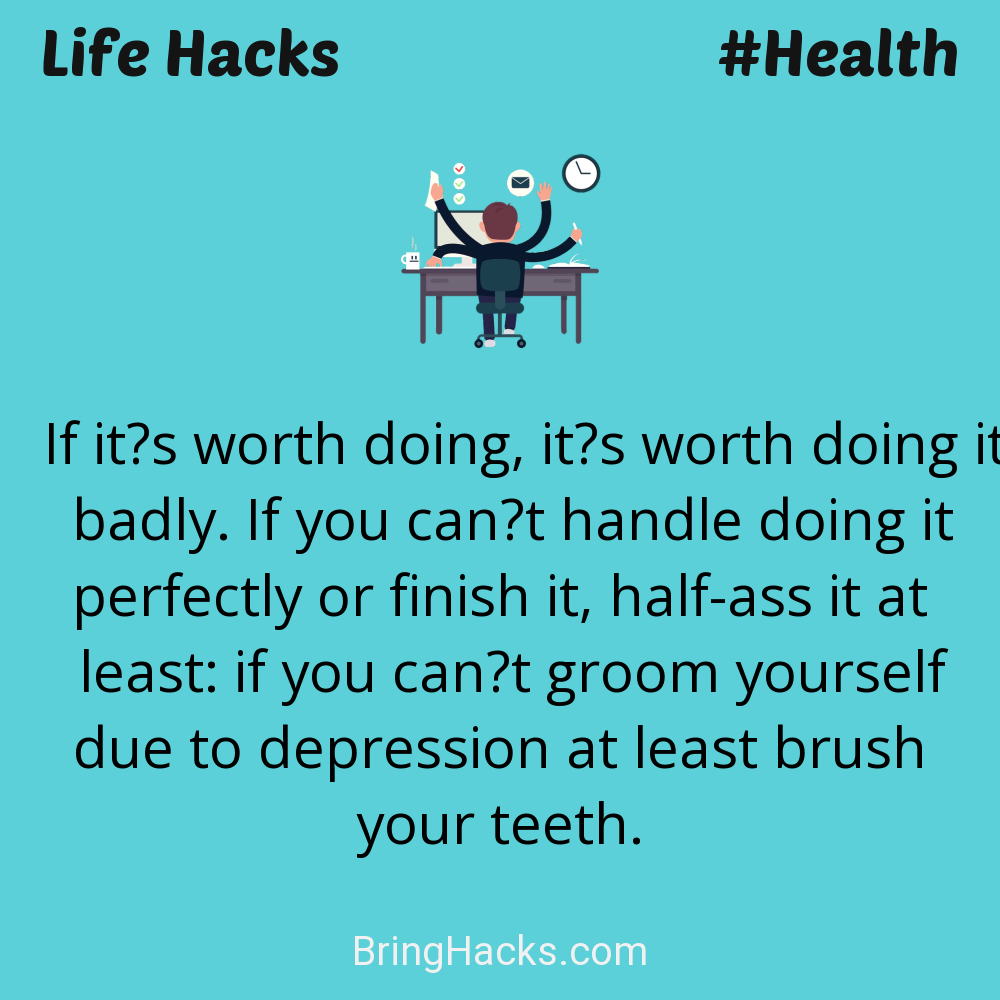 Life Hacks
#Health
If it?s worth doing, it?s worth doing it
badly. If you can?t handle doing it
perfectly or finish it, half-ass it at
least: if you can?t groom yourself
due to depression at least brush
your teeth.
BringHacks.com